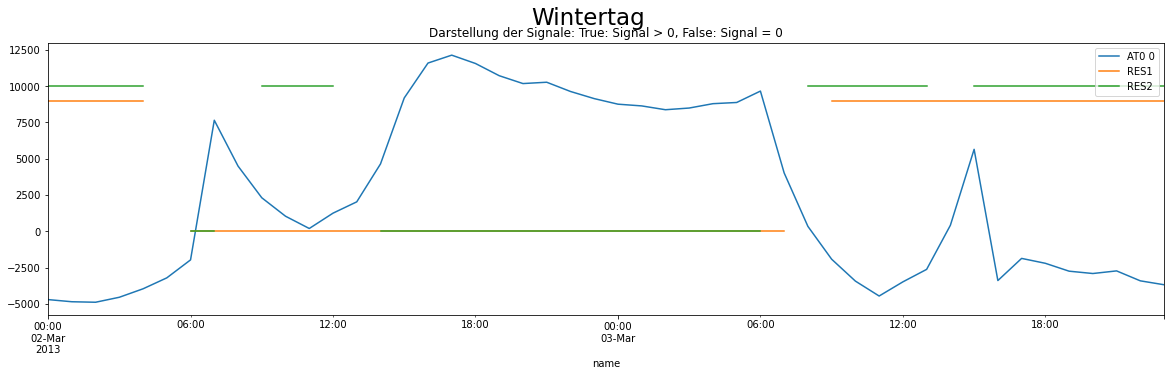 Wintertag
Darstellung der Signale: True: Signal > 0, False: Signal = 0
12500
10000
7500
5000
2500
0
−2500
−5000
AT0 0
RES1
RES2
00:00
02-Mar
2013
06:00
12:00
18:00
00:00
03-Mar
06:00
12:00
18:00
name